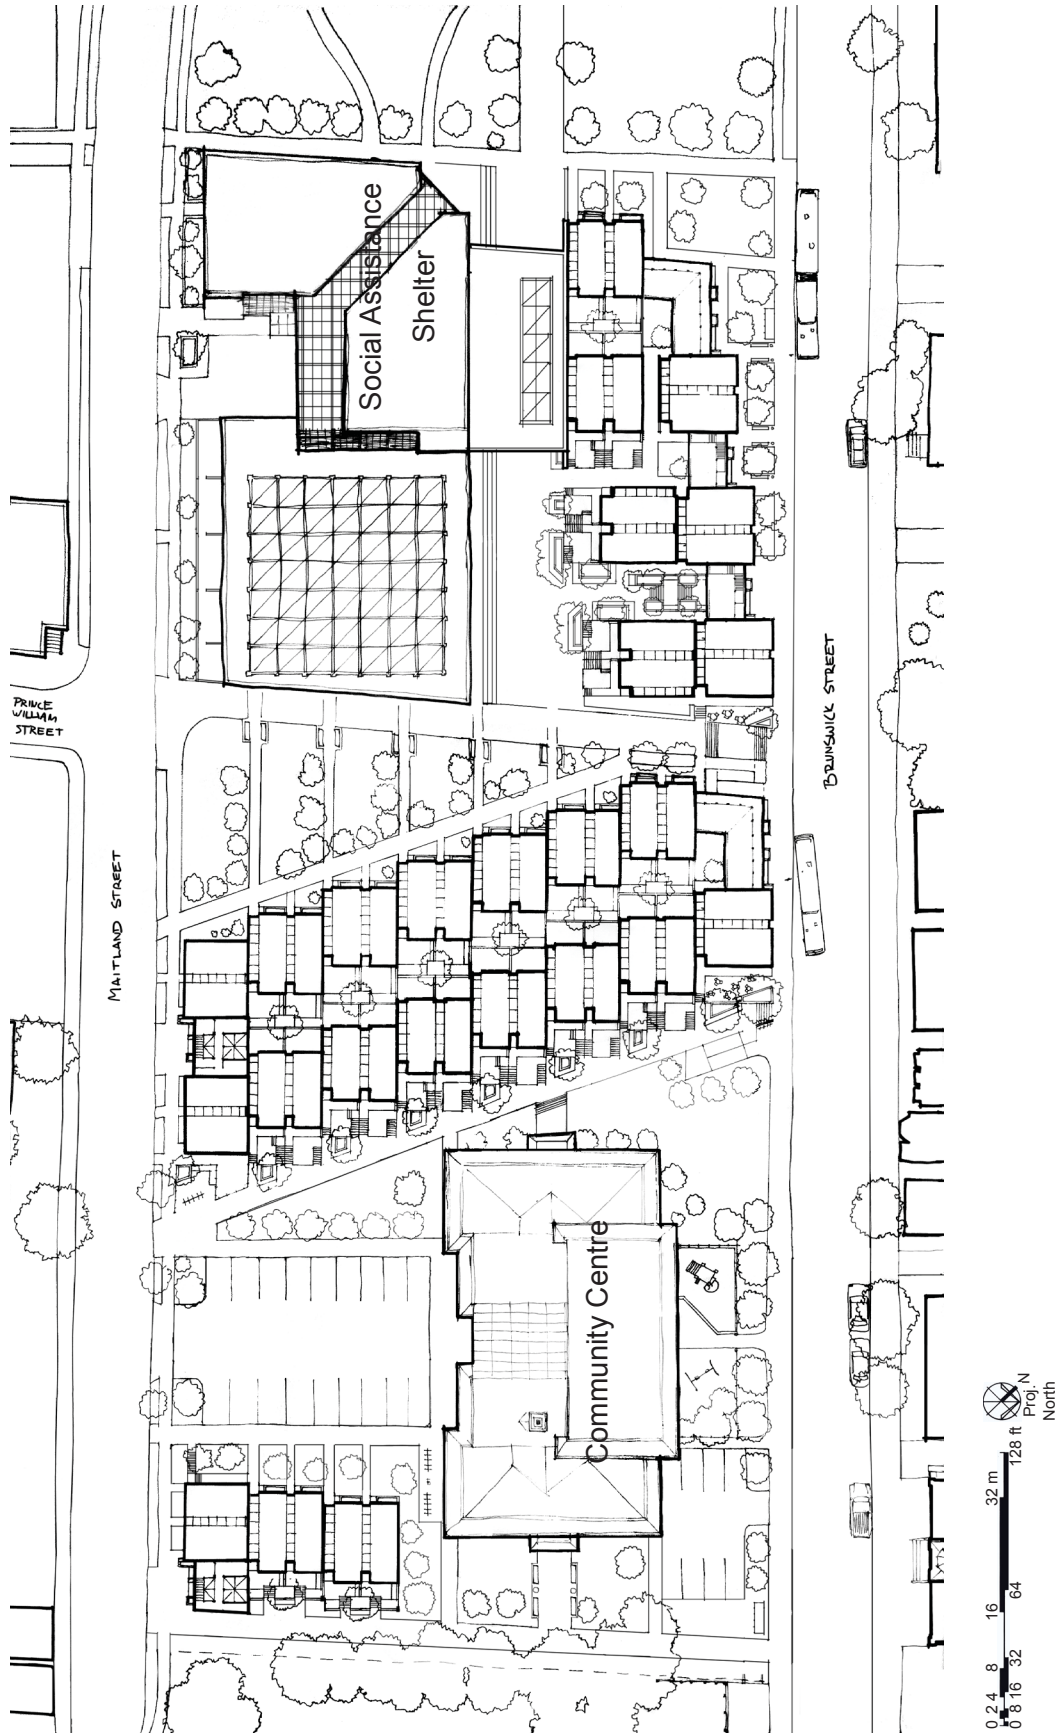 Social Assistance
Shelter
PRINCE
WILLIAM
STREET
BRUNSWICK STREET
MAITLAND STREET
Community Centre
Proj. N
North
32 m
128 ft
16
64
0 2 4 8
0 8 16 32